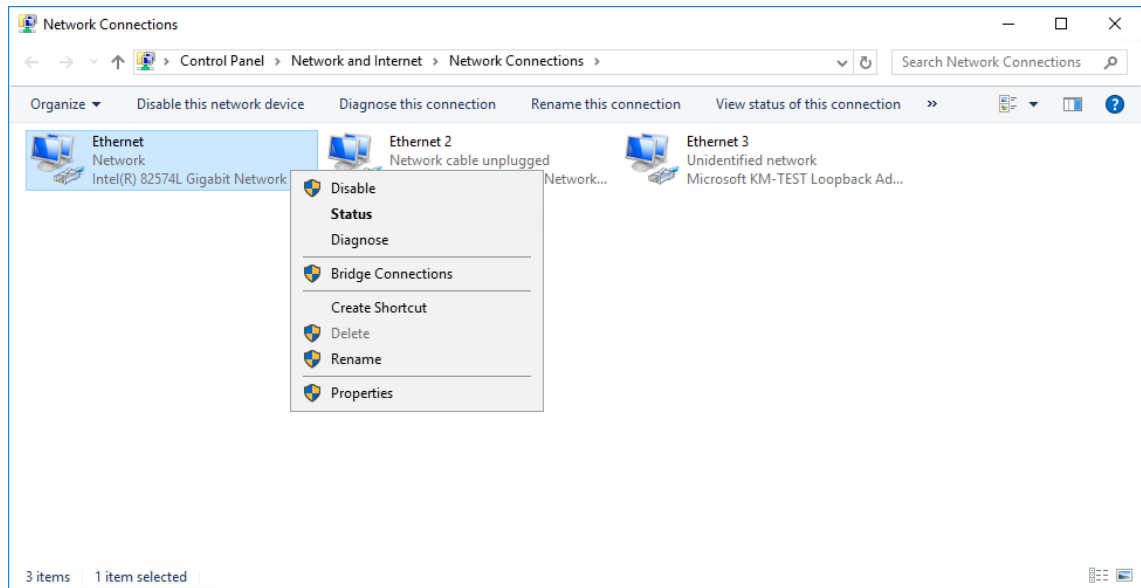 Network Connections
Control Panel > Network and Internet > Network Connections >
Search Network Connections
Organize Disable this network device Diagnose this connection Rename this connection View status of this connection »
Ethernet
Network
Intel(R) 82574L Gigabit Network
Ethernet 2
Network cable unplugged
Network...
Ethernet 3
Unidentified network
Microsoft KM-TEST Loopback Ad...
Disable
Status
Diagnose
Bridge Connections
Create Shortcut
Delete
Rename
Properties
3 items 1 item selected